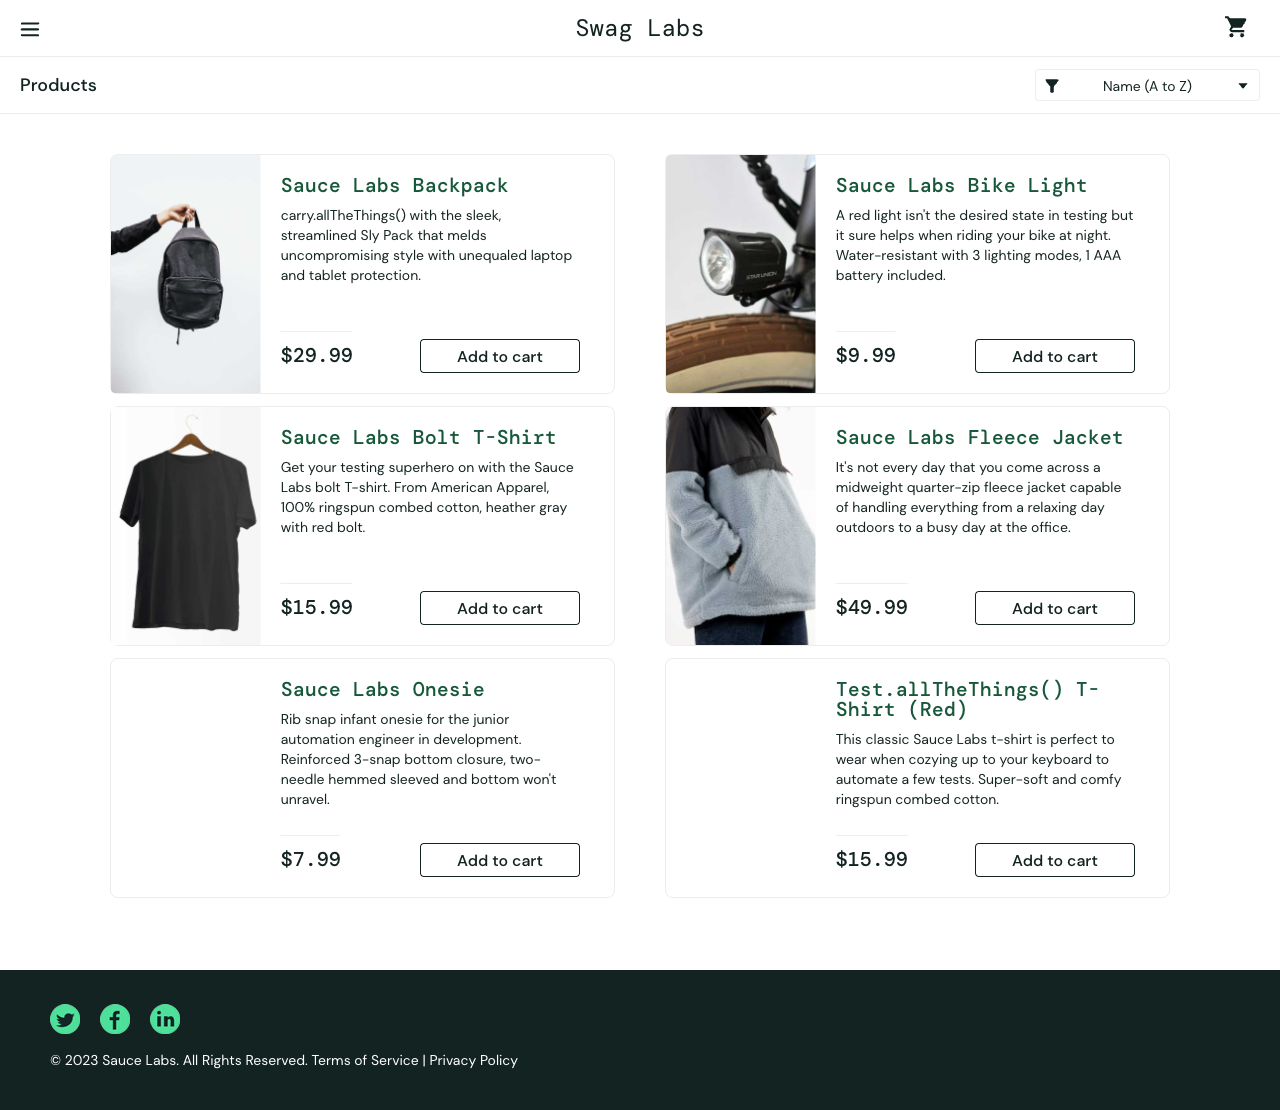 Swag Labs
Products
Name (A to Z)
Sauce Labs Backpack
carry.allTheThings() with the sleek,
streamlined Sly Pack that melds
uncompromising style with unequaled laptop
and tablet protection.
$29.99
Add to cart
Sauce Labs Bike Light
A red light isn't the desired state in testing but
it sure helps when riding your bike at night.
Water-resistant with 3 lighting modes, 1 AAA
battery included.
STAR UNION
$9.99
Add to cart
Sauce Labs Bolt T-Shirt
Get your testing superhero on with the Sauce
Labs bolt T-shirt. From American Apparel,
100% ringspun combed cotton, heather gray
with red bolt.
$15.99
Add to cart
Sauce Labs Fleece Jacket
It's not every day that you come across a
midweight quarter-zip fleece jacket capable
of handling everything from a relaxing day
outdoors to a busy day at the office.
$49.99
Add to cart
Sauce Labs Onesie
Rib snap infant onesie for the junior
automation engineer in development.
Reinforced 3-snap bottom closure, two-
needle hemmed sleeved and bottom won't
unravel.
$7.99
Add to cart
Test.allTheThings() T-
Shirt (Red)
This classic Sauce Labs t-shirt is perfect to
wear when cozying up to your keyboard to
automate a few tests. Super-soft and comfy
ringspun combed cotton.
$15.99
Add to cart
© 2023 Sauce Labs. All Rights Reserved. Terms of Service | Privacy Policy